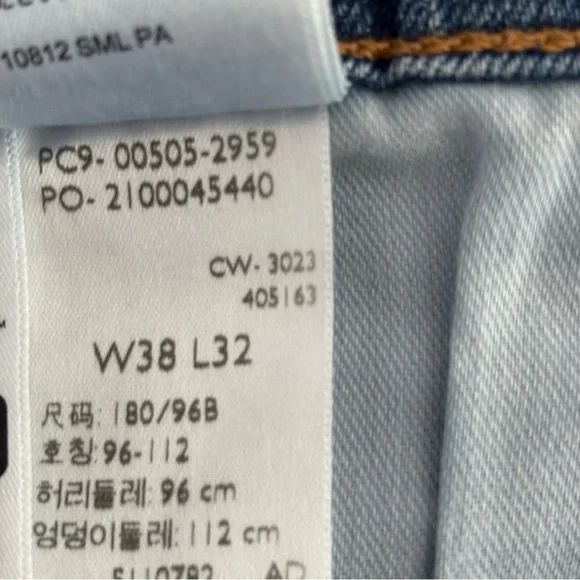 10812 SML PA
PC9- 00505-2959
PO- 2100045440
CW- 3023
405163
W38 L32
尺码: 180/96B
호칭:96-112
허리둘레: 96 cm
엉덩이둘레:112 cm